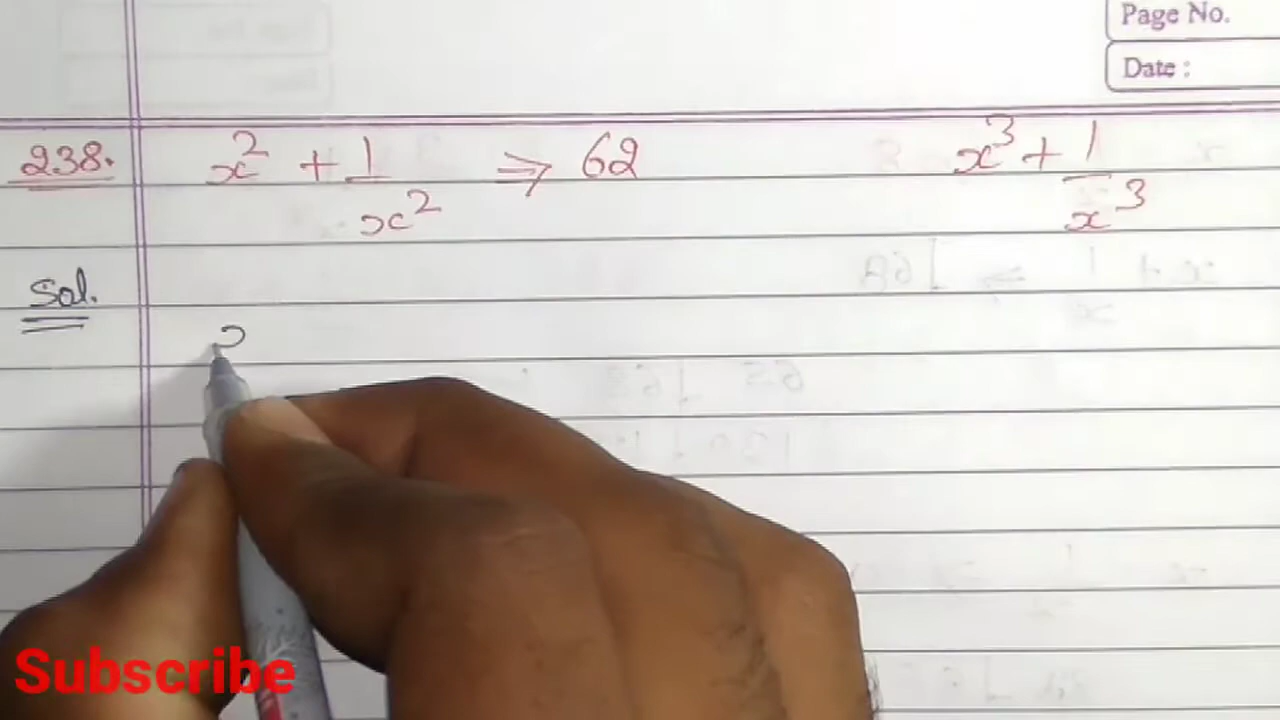 Page No.
Date :
238. x² + 1/x² ⇒ 62 x³ + 1/x³
Sol.
Subscribe